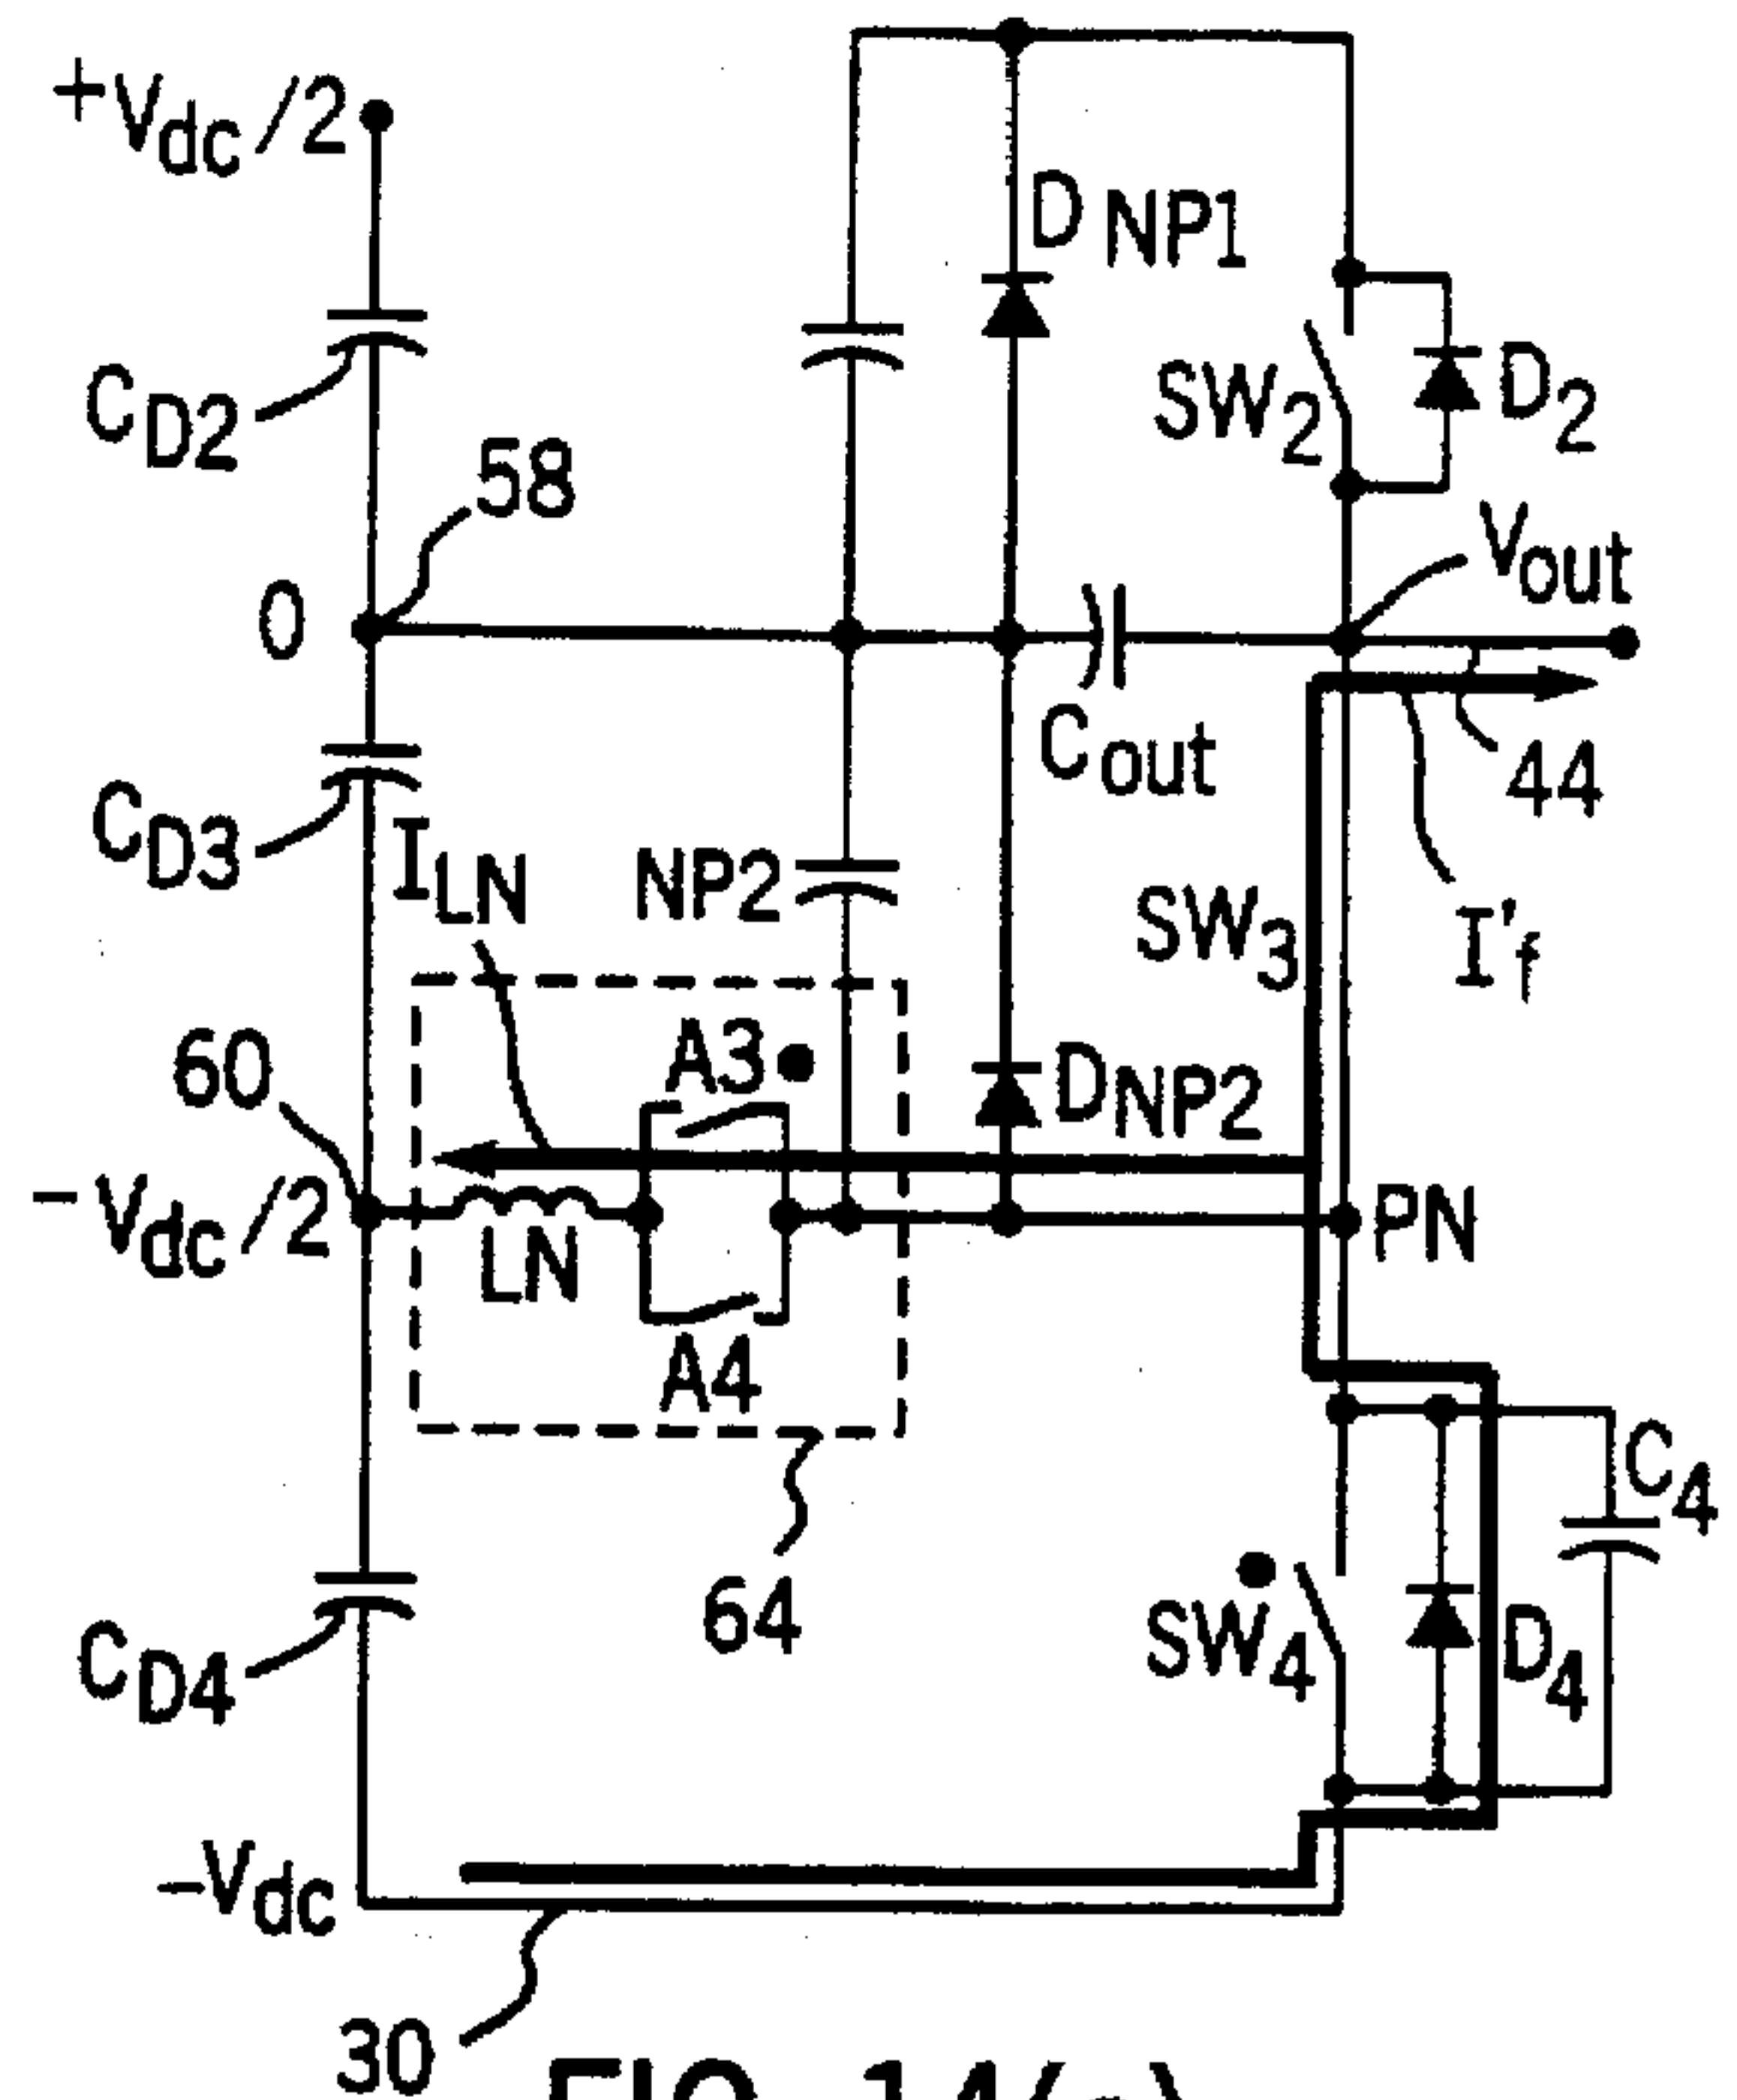 +Vdc/2
DNP1
CD2
SW2
D2
58
Vout
0
Cout
44
CD3
ILN
NP2
SW3
I'f
60
A3
DNP2
-Vdc/2
LN
PN
A4
C4
64
SW4
D4
CD4
-Vdc
30